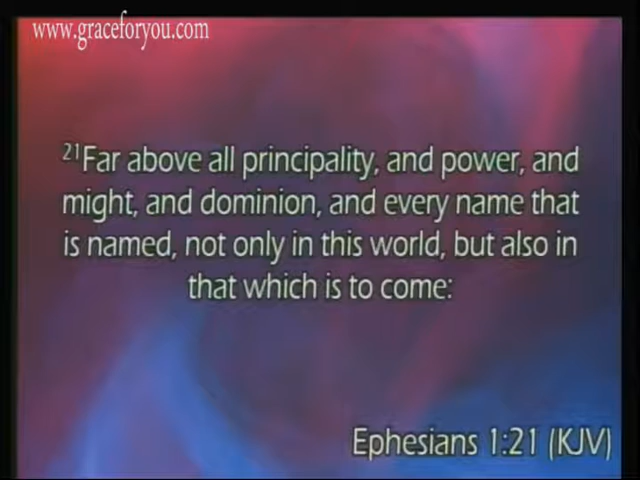 www.graceforyou.com
²¹Far above all principality, and power, and
might, and dominion, and every name that
is named, not only in this world, but also in
that which is to come:
Ephesians 1:21 (KJV)